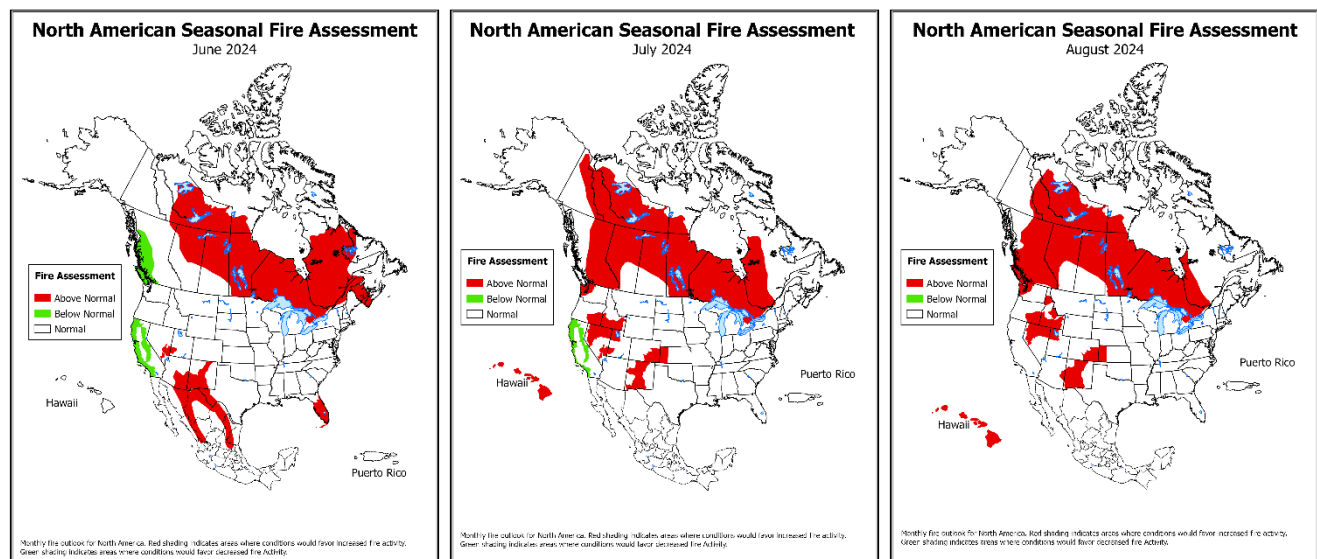 North American Seasonal Fire Assessment
June 2024
Fire Assessment
Above Normal
Below Normal
Normal
Hawaii
Puerto Rico
Monthly fire outlook for North America. Red shading indicates areas where conditions would favor increased fire activity.
Green shading indicates areas where conditions would favor decreased fire Activity.
North American Seasonal Fire Assessment
July 2024
Fire Assessment
Above Normal
Below Normal
Normal
Hawaii
Puerto Rico
Monthly fire outlook for North America. Red shading indicates areas where conditions would favor increased fire activity.
Green shading indicates areas where conditions would favor decreased fire Activity.
North American Seasonal Fire Assessment
August 2024
Fire Assessment
Above Normal
Below Normal
Normal
Hawaii
Puerto Rico
Monthly fire outlook for North America. Red shading indicates areas where conditions would favor increased fire activity.
Green shading indicates areas where conditions would favor decreased fire Activity.